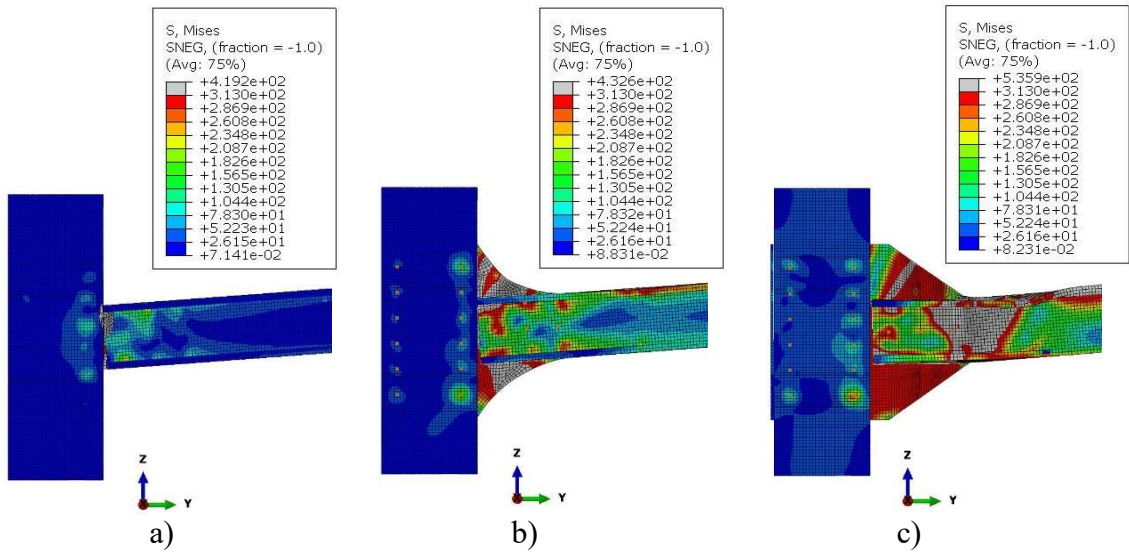 S, Mises
SNEG, (fraction = -1.0)
(Avg: 75%)
+4.192e+02
+3.130e+02
+2.869e+02
+2.608e+02
+2.348e+02
+2.087e+02
+1.826e+02
+1.565e+02
+1.305e+02
+1.044e+02
+7.830e+01
+5.223e+01
+2.615e+01
+7.141e-02
S, Mises
SNEG, (fraction = -1.0)
(Avg: 75%)
+4.326e+02
+3.130e+02
+2.869e+02
+2.608e+02
+2.348e+02
+2.087e+02
+1.826e+02
+1.565e+02
+1.305e+02
+1.044e+02
+7.832e+01
+5.224e+01
+2.616e+01
+8.831e-02
S, Mises
SNEG, (fraction = -1.0)
(Avg: 75%)
+5.359e+02
+3.130e+02
+2.869e+02
+2.608e+02
+2.348e+02
+2.087e+02
+1.826e+02
+1.565e+02
+1.305e+02
+1.044e+02
+7.831e+01
+5.224e+01
+2.616e+01
+8.231e-02
Z
X Y
a)
Z
X Y
b)
Z
X Y
c)